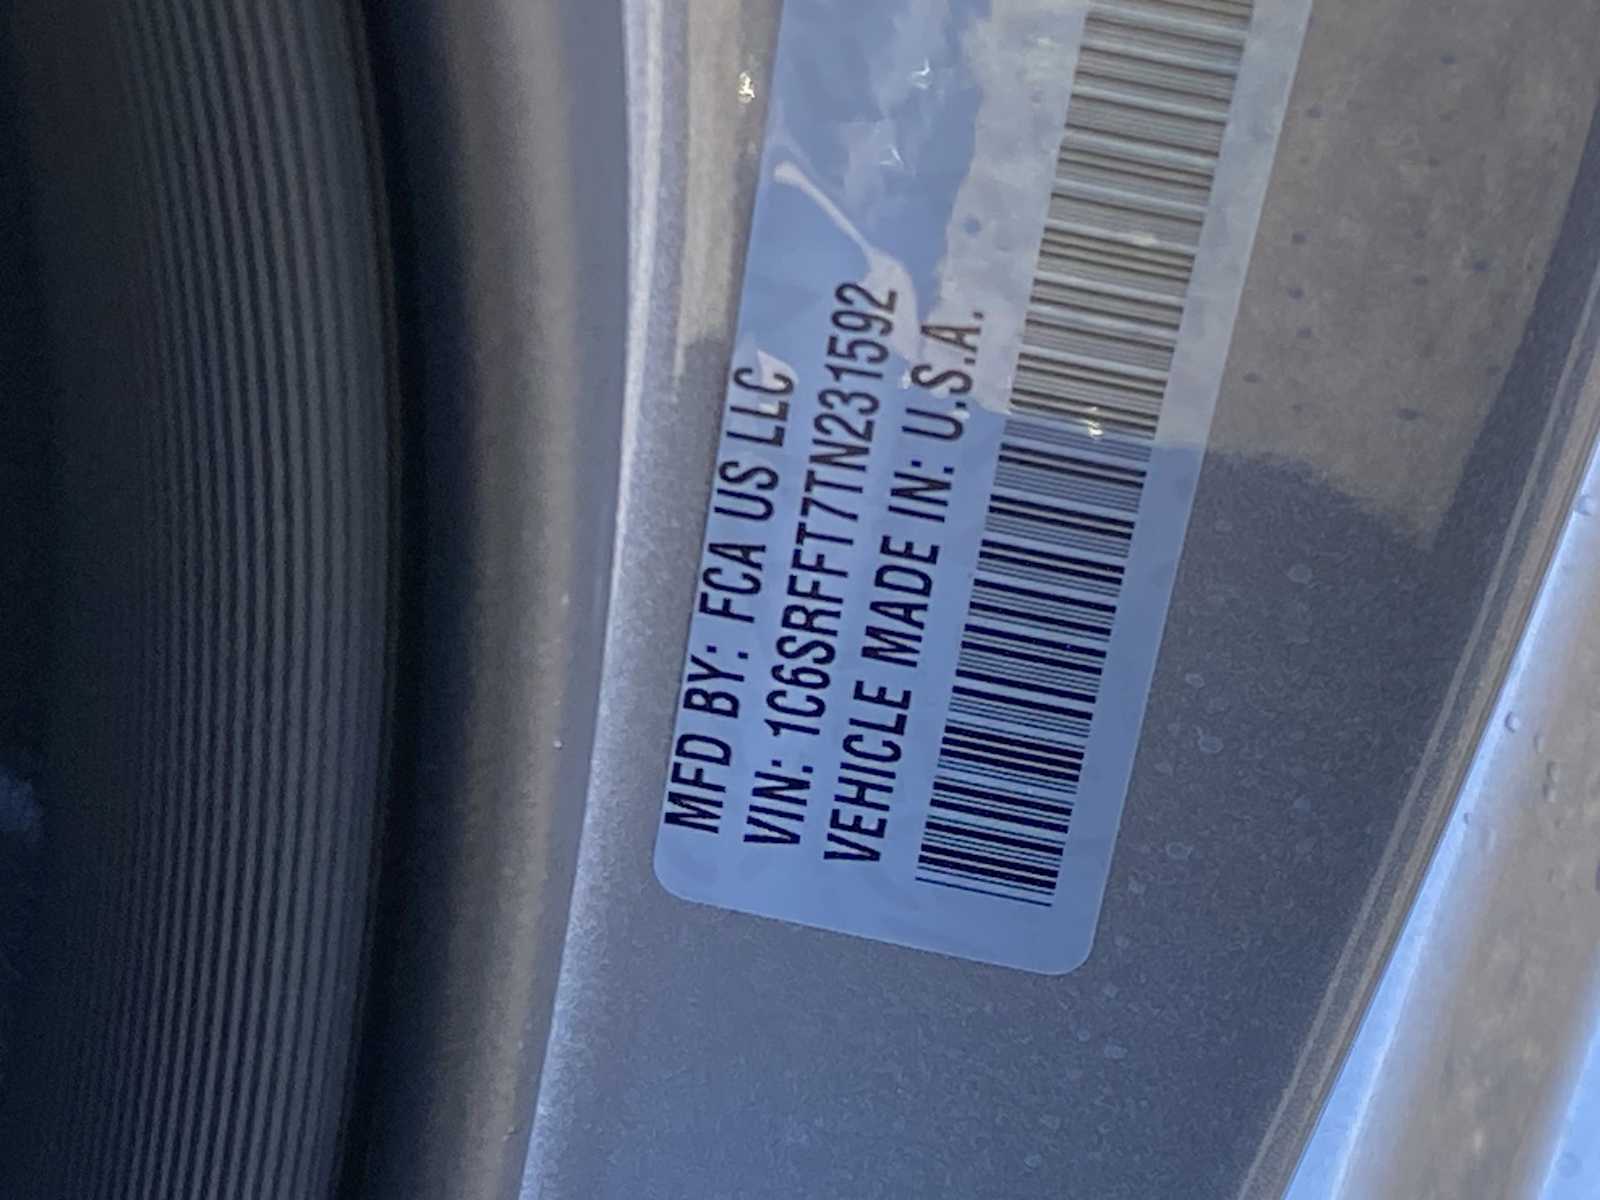 MFD BY: FCA US LLC
VIN: 1C6SRFFT7TN231592
VEHICLE MADE IN: U.S.A.